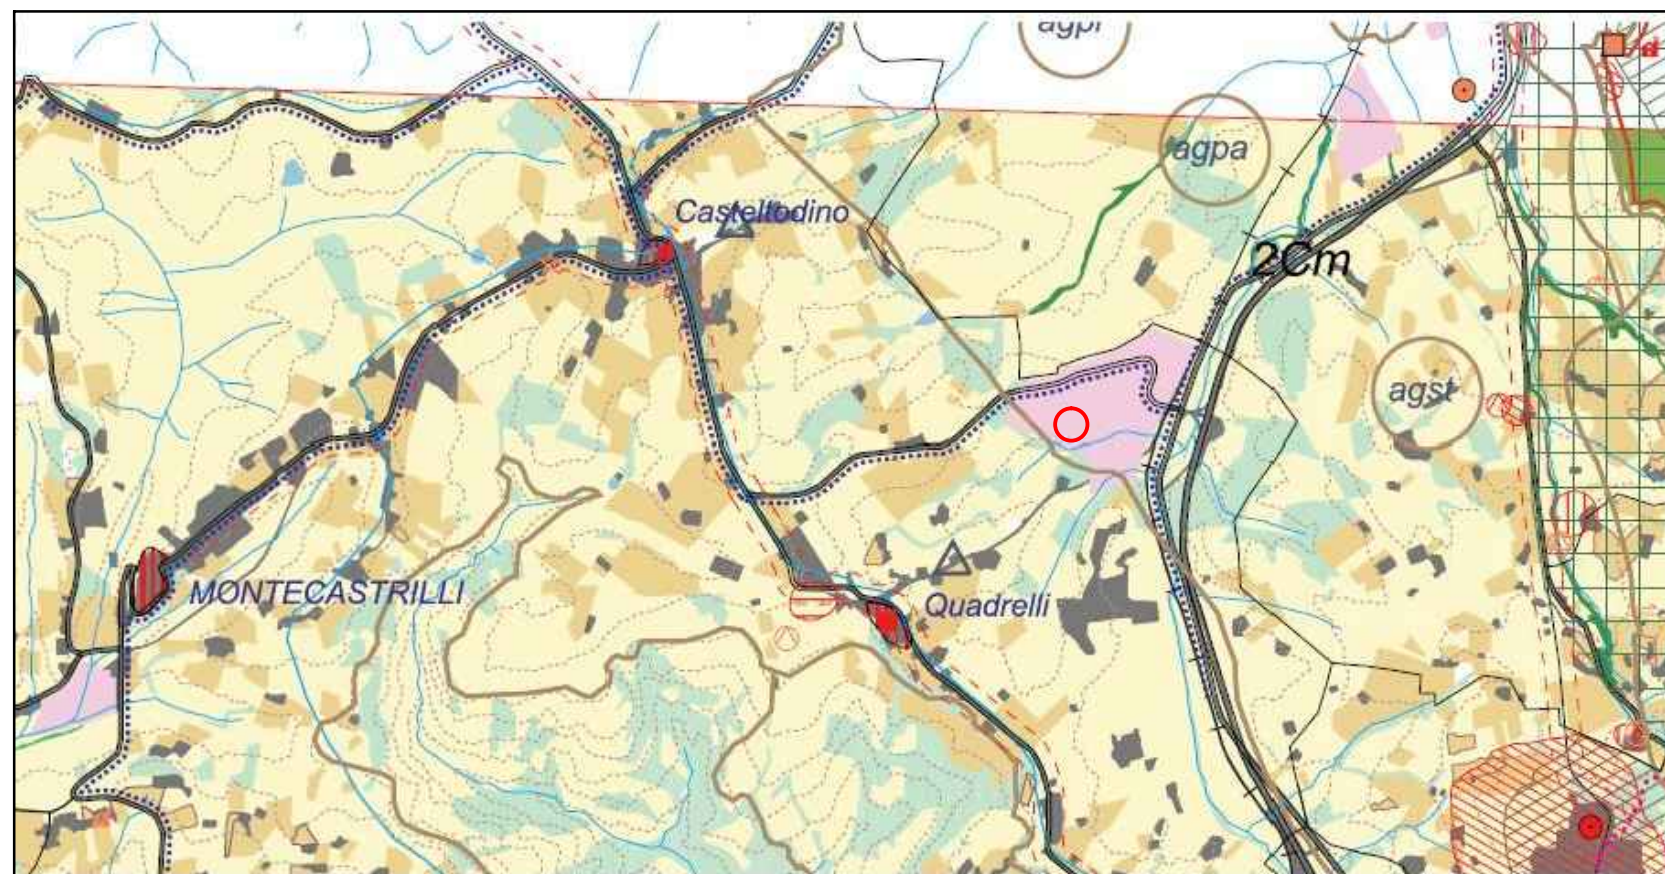 agpi
agpa
Casteltodino
2Cm
agst
MONTECASTRILLI
Quadrelli